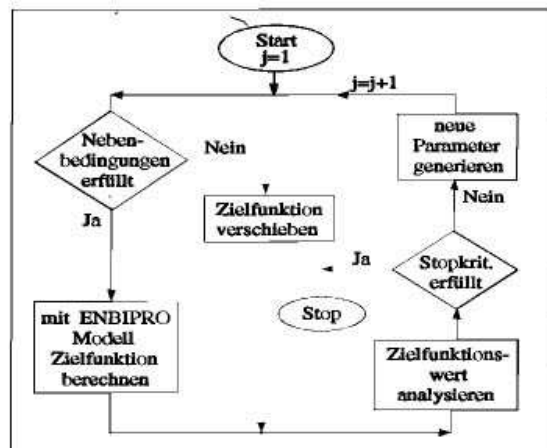 Start
j=1
j=j+1
Neben-
bedingungen
erfüllt
Nein
Ja
Zielfunktion
verschieben
neue
Parameter
generieren
Nein
Ja
Stopkrit.
erfüllt
Stop
mit ENBIPRO
Modell
Zielfunktion
berechnen
Zielfunktions-
wert
analysieren